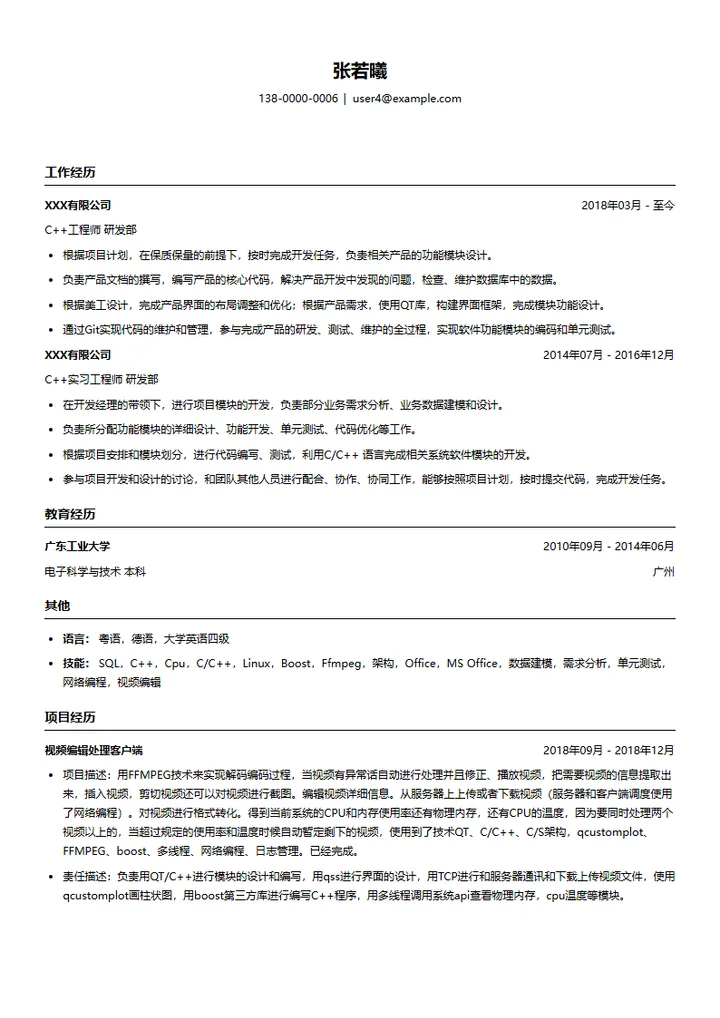 张若曦
138-0000-0006 | user4@example.com
工作经历
XXX有限公司 2018年03月 - 至今
C++工程师 研发部
• 根据项目计划，在保质保量的前提下，按时完成开发任务，负责相关产品的功能模块设计。
• 负责产品文档的撰写，编写产品的核心代码，解决产品开发中发现的问题，检查、维护数据库中的数据。
• 根据美工设计，完成产品界面的布局调整和优化；根据产品需求，使用QT库，构建界面框架，完成模块功能设计。
• 通过Git实现代码的维护和管理，参与完成产品的研发、测试、维护的全过程，实现软件功能模块的编码和单元测试。
XXX有限公司 2014年07月 - 2016年12月
C++实习工程师 研发部
• 在开发经理的带领下，进行项目模块的开发，负责部分业务需求分析、业务数据建模和设计。
• 负责所分配功能模块的详细设计、功能开发、单元测试、代码优化等工作。
• 根据项目安排和模块划分，进行代码编写、测试，利用C/C++ 语言完成相关系统软件模块的开发。
• 参与项目开发和设计的讨论，和团队其他人员进行配合、协作、协同工作，能够按照项目计划，按时提交代码，完成开发任务。
教育经历
广东工业大学 2010年09月 - 2014年06月
电子科学与技术 本科 广州
其他
• 语言： 粤语，德语，大学英语四级
• 技能： SQL，C++，Cpu，C/C++，Linux，Boost，Ffmpeg，架构，Office，MS Office，数据建模，需求分析，单元测试，
网络编程，视频编辑
项目经历
视频编辑处理客户端 2018年09月 - 2018年12月
• 项目描述：用FFMPEG技术来实现解码编码过程，当视频有异常话自动进行处理并且修正、播放视频，把需要视频的信息提取出
来，插入视频，剪切视频还可以对视频进行截图。编辑视频详细信息。从服务器上上传或者下载视频（服务器和客户端调度使用
了网络编程）。对视频进行格式转化。得到当前系统的CPU和内存使用率还有物理内存，还有CPU的温度，因为要同时处理两个
视频以上的，当超过规定的使用率和温度时候自动暂定剩下的视频，使用到了技术QT、C/C++、C/S架构，qcustomplot、
FFMPEG、boost、多线程、网络编程、日志管理。已经完成。
• 责任描述：负责用QT/C++进行模块的设计和编写，用qss进行界面的设计，用TCP进行和服务器通讯和下载上传视频文件，使用
qcustomplot画柱状图，用boost第三方库进行编写C++程序，用多线程调用系统api查看物理内存，cpu温度等模块。